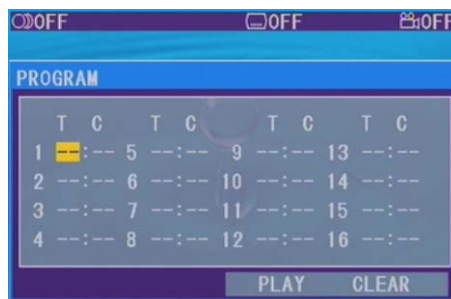 OFF OFF OFF
PROGRAM
T C T C T C T C
1 --:-- 5 --:-- 9 --:-- 13 --:--
2 --:-- 6 --:-- 10 --:-- 14 --:--
3 --:-- 7 --:-- 11 --:-- 15 --:--
4 --:-- 8 --:-- 12 --:-- 16 --:--
PLAY CLEAR